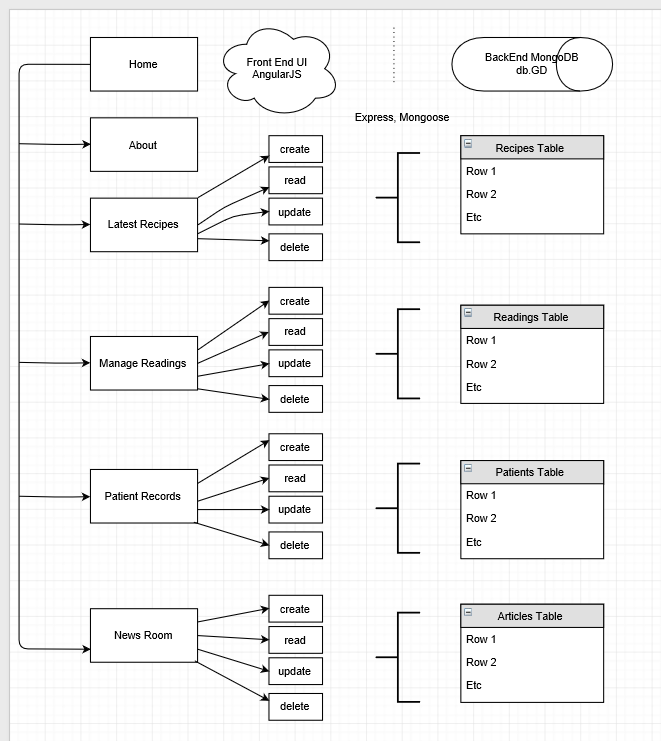 Home
Front End UI
AngularJS
BackEnd MongoDB
db.GD
Express, Mongoose
About
Latest Recipes
create
read
update
delete
Recipes Table
Row 1
Row 2
Etc
Manage Readings
create
read
update
delete
Readings Table
Row 1
Row 2
Etc
Patient Records
create
read
update
delete
Patients Table
Row 1
Row 2
Etc
News Room
create
read
update
delete
Articles Table
Row 1
Row 2
Etc